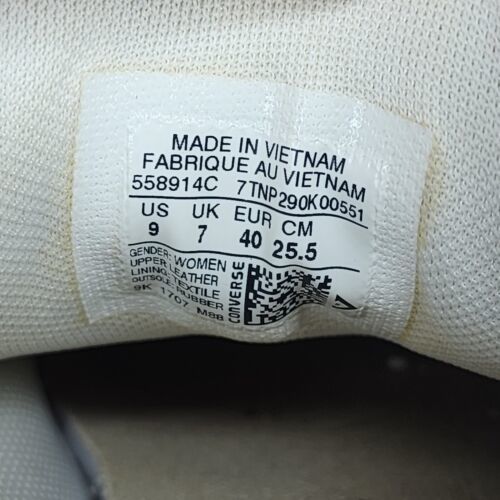 MADE IN VIETNAM
FABRIQUE AU VIETNAM
558914C 7TNP290K00551
US UK EUR CM
9 7 40 25.5
GENDER: WOMEN
UPPER: LEATHER
LINING: TEXTILE
OUTSOLE: RUBBER
9K 1707 M88
CONVERSE